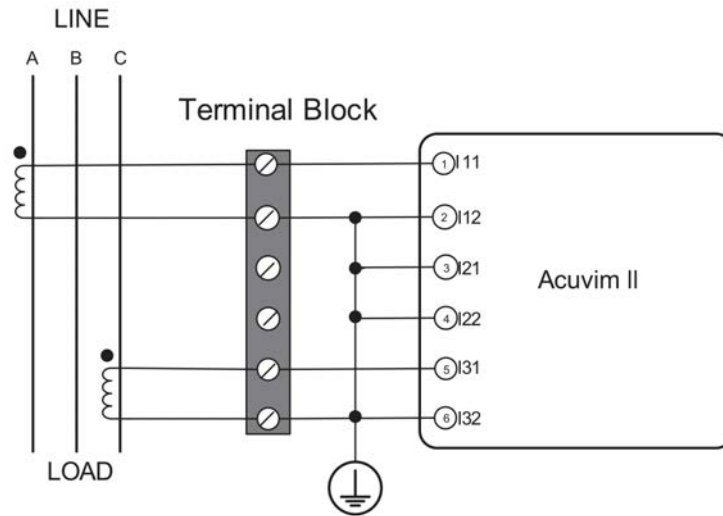 LINE
A B C
Terminal Block
1 I11
2 I12
3 I21
Acuvim II
4 I22
5 I31
6 I32
LOAD